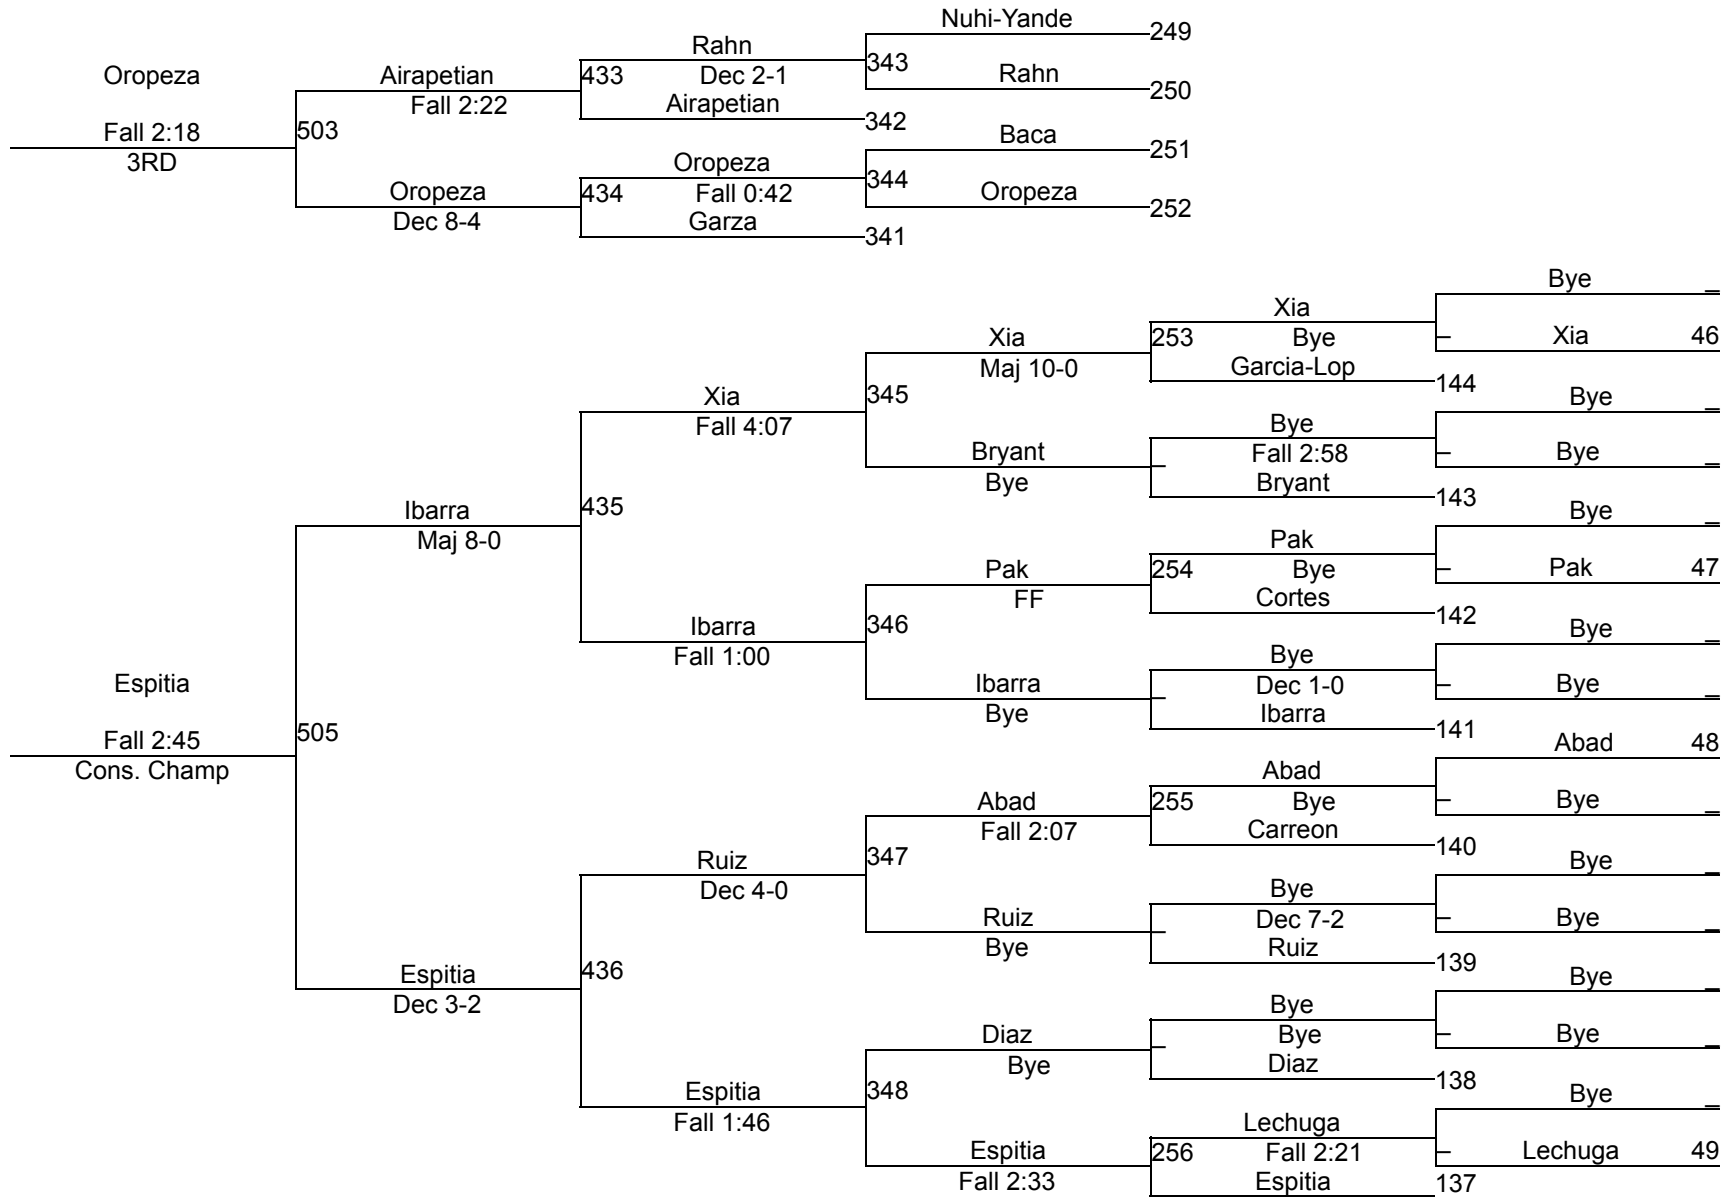 Nuhi-Yande
249
Rahn
343
Oropeza
Airapetian
433
Dec 2-1
Rahn
250
Fall 2:22
Airapetian
342
Fall 2:18
503
Baca
251
3RD
Oropeza
344
Oropeza
434
Fall 0:42
Oropeza
252
Dec 8-4
Garza
341
Bye _
Xia
Xia
253
Bye
– Xia 46
Maj 10-0
Garcia-Lop
144
Xia
345
Bye _
Fall 4:07
Bye
Bryant
– Fall 2:58
– Bye _
Bye
Bryant
143
Ibarra
435
Bye _
Maj 8-0
Pak
Pak
254
Bye
– Pak 47
FF
Cortes
142
Ibarra
346
Bye _
Fall 1:00
Bye
Espitia
Ibarra
– Dec 1-0
– Bye _
Bye
Ibarra
141
Fall 2:45
505
Abad 48
Cons. Champ
Abad
Abad
255
Bye
– Bye _
Fall 2:07
Carreon
140
Ruiz
347
Bye _
Dec 4-0
Bye
Ruiz
– Dec 7-2
– Bye _
Bye
Ruiz
139
Espitia
436
Bye _
Dec 3-2
Bye
Diaz
– Bye
– Bye _
Bye
Diaz
138
Espitia
348
Bye _
Fall 1:46
Lechuga
Espitia
256
Fall 2:21
– Lechuga 49
Fall 2:33
Espitia
137